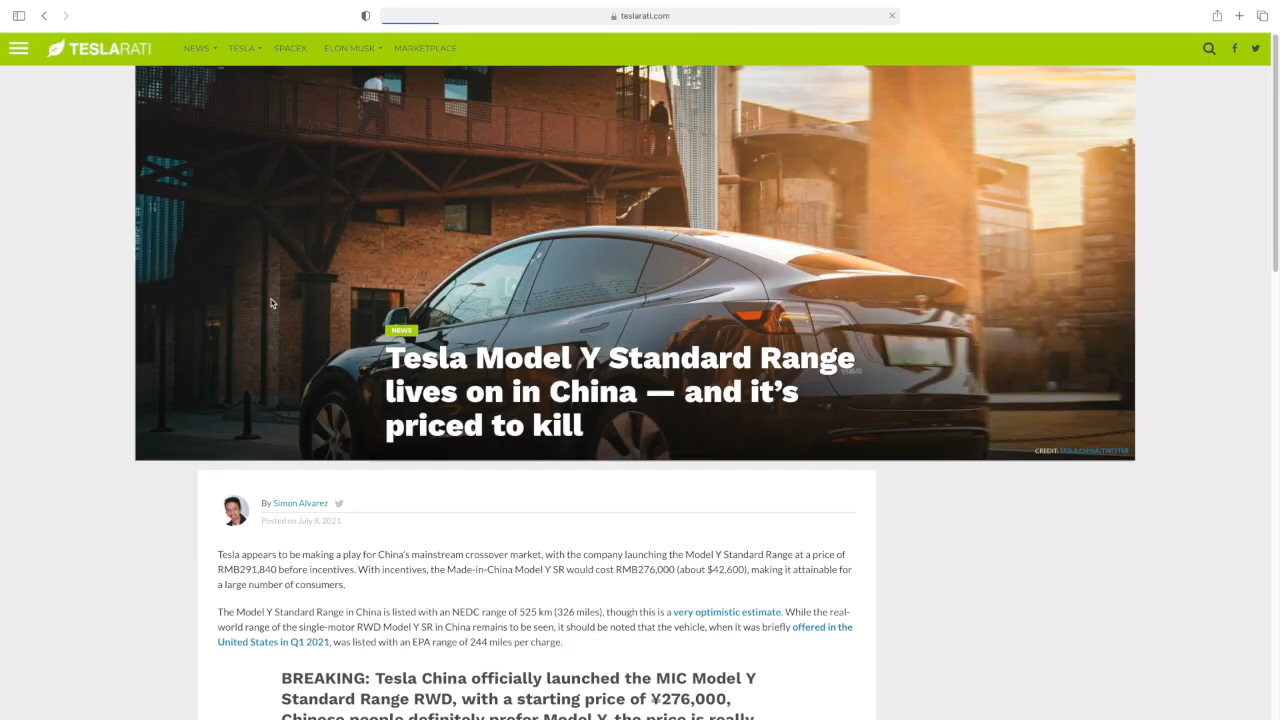 teslarati.com
TESLARATI NEWS TESLA SPACEX ELON MUSK MARKETPLACE
NEWS
Tesla Model Y Standard Range
lives on in China — and it's
priced to kill
CREDIT: TESLA CHINA/TWITTER
By Simon Alvarez
Posted on July 8, 2021
Tesla appears to be making a play for China's mainstream crossover market, with the company launching the Model Y Standard Range at a price of
RMB291,840 before incentives. With incentives, the Made-in-China Model Y SR would cost RMB276,000 (about $42,600), making it attainable for
a large number of consumers.
The Model Y Standard Range in China is listed with an NEDC range of 525 km (326 miles), though this is a very optimistic estimate. While the real-
world range of the single-motor RWD Model Y SR in China remains to be seen, it should be noted that the vehicle, when it was briefly offered in the
United States in Q1 2021, was listed with an EPA range of 244 miles per charge.
BREAKING: Tesla China officially launched the MIC Model Y
Standard Range RWD, with a starting price of ¥276,000,
Chinese people definitely prefer Model Y, the price is really